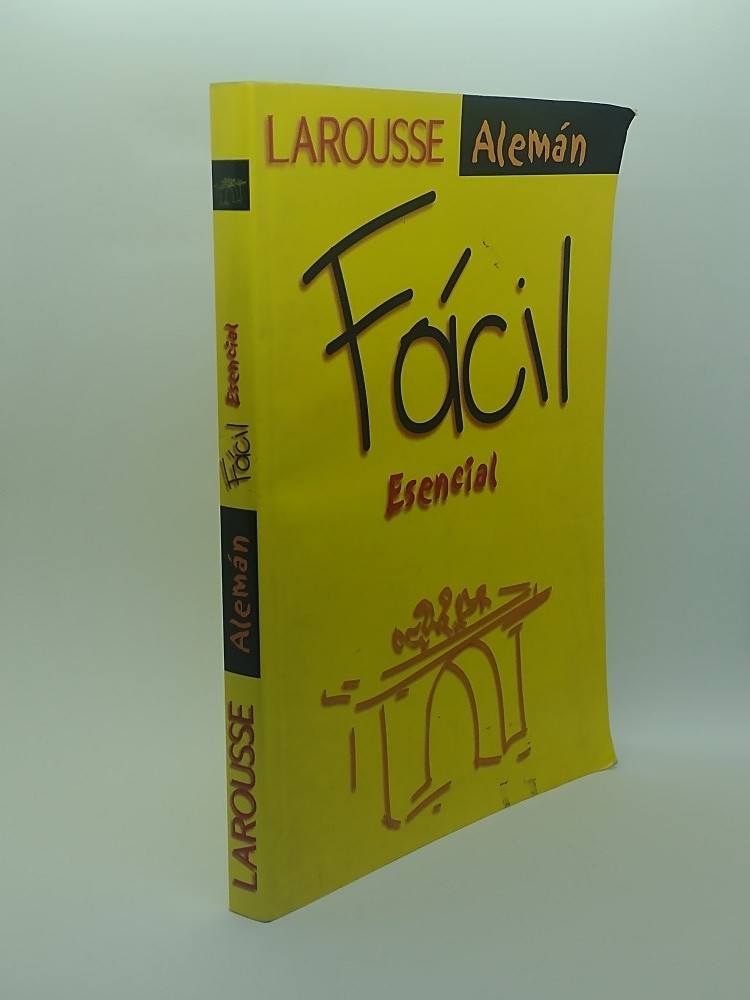 LAROUSSE Alemán
Fácil
Esencial
LAROUSSE Alemán Fácil Esencial